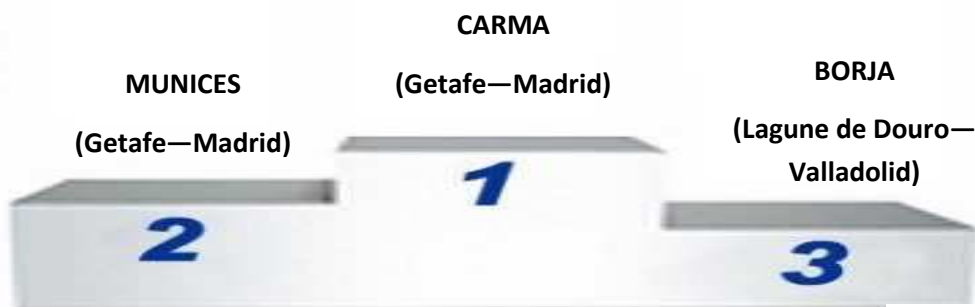 CARMA
(Getafe—Madrid)
MUNICES
(Getafe—Madrid)
BORJA
(Lagune de Douro—
Valladolid)
1
2
3